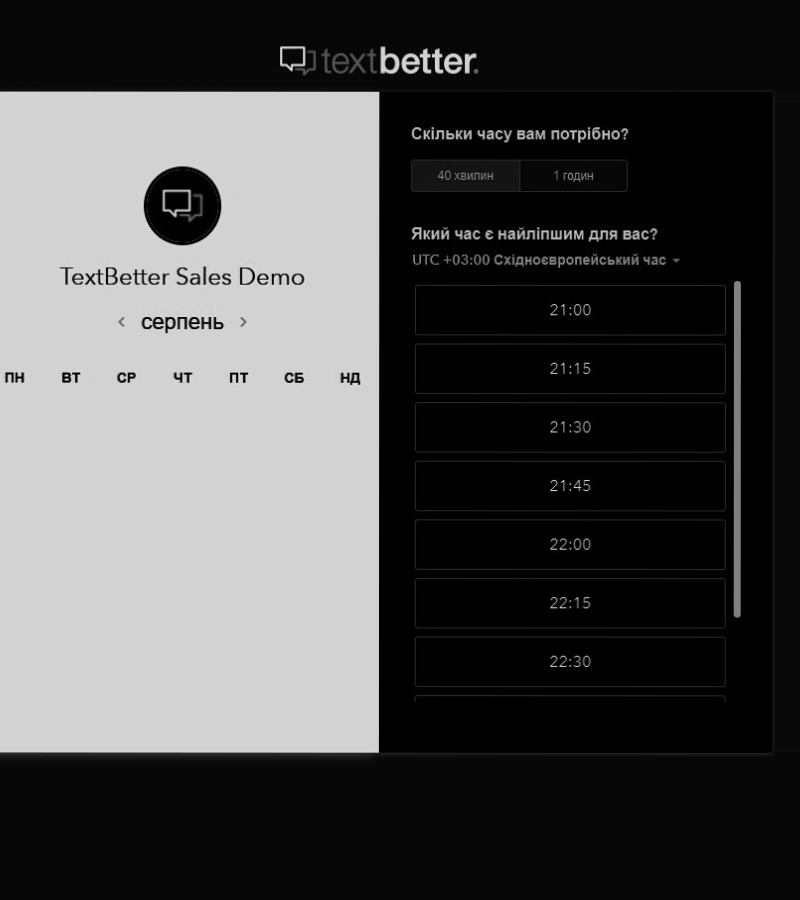 textbetter.
TextBetter Sales Demo
серпень
ПН ВТ СР ЧТ ПТ СБ НД
Скільки часу вам потрібно?
40 хвилин 1 годин
Який час є найліпшим для вас?
UTC +03:00 Східноєвропейський час
21:00
21:15
21:30
21:45
22:00
22:15
22:30